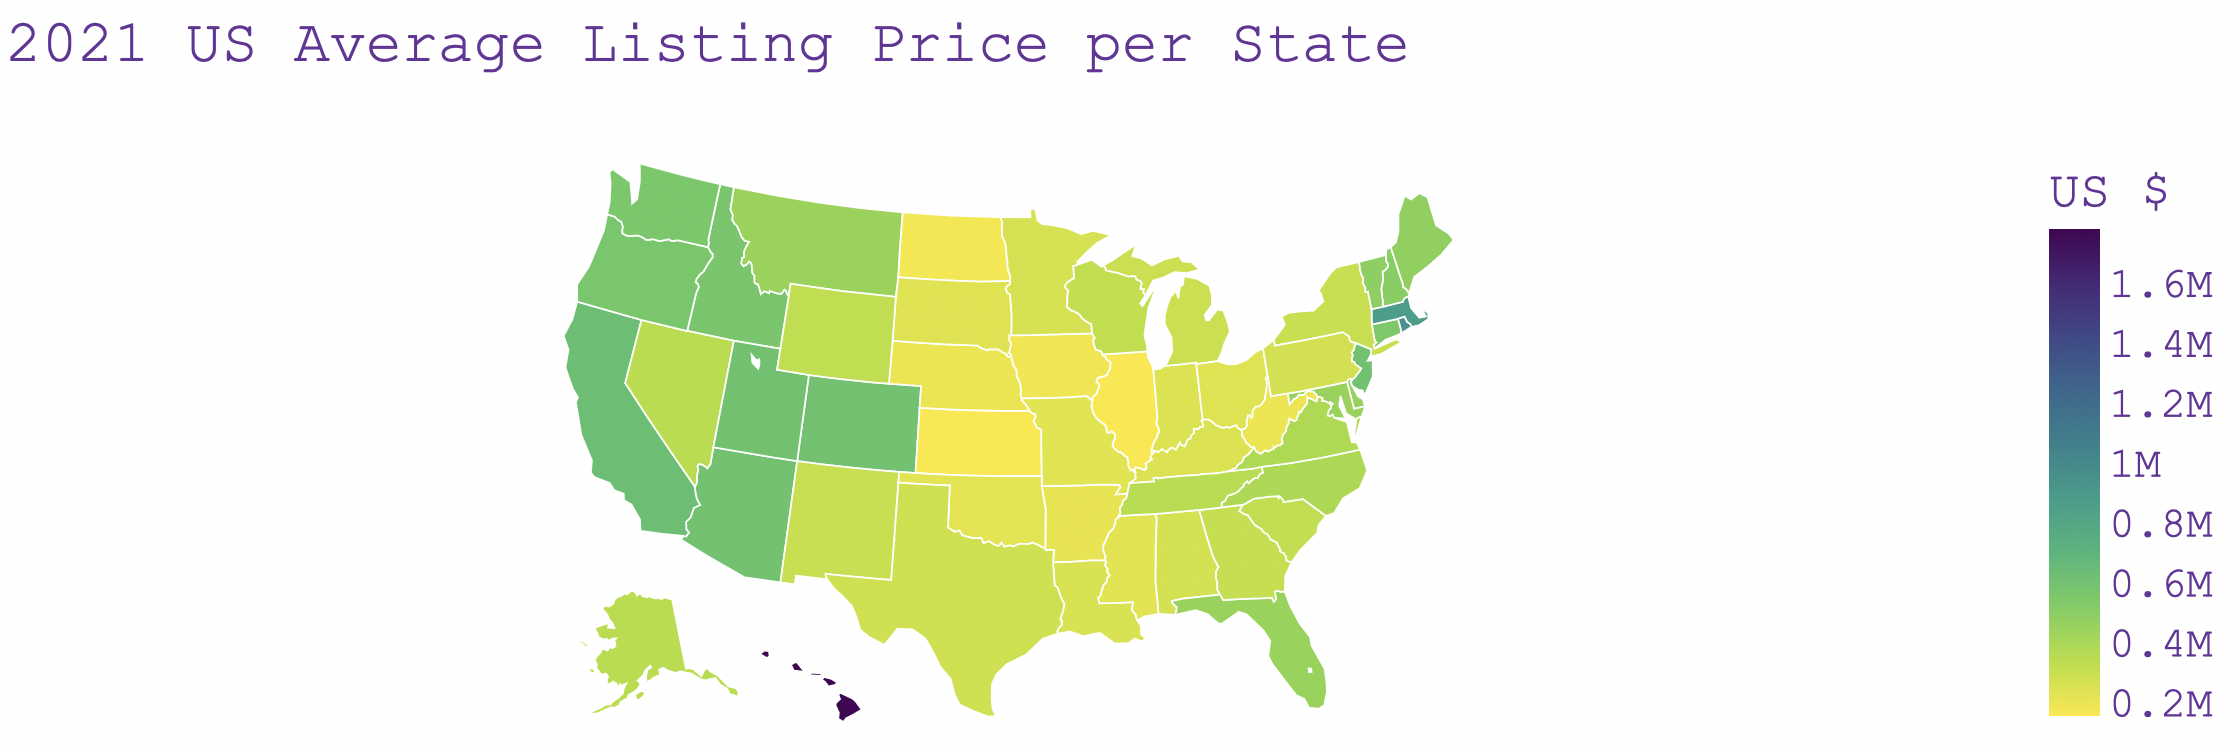 2021 US Average Listing Price per State
US $
1.6M
1.4M
1.2M
1M
0.8M
0.6M
0.4M
0.2M